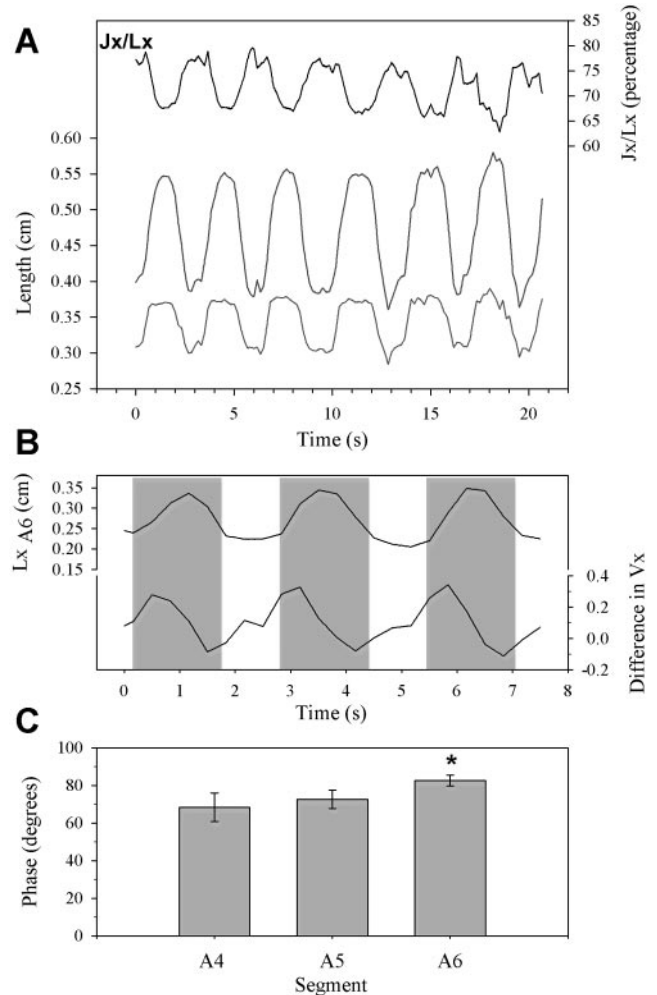 A
Jx/Lx
85
80
75
70
65
60
Jx/Lx (percentage)
0.60
0.55
0.50
0.40
0.35
0.30
0.25
Length (cm)
0 5 10 15 20
Time (s)
B
0.35
0.30
0.25
0.20
0.15
Lx A6 (cm)
0.4
0.2
0.0
-0.2
Difference in Vx
0 1 2 3 4 5 6 7 8
Time (s)
C
100
80
60
40
20
0
Phase (degrees)
*
A4 A5 A6
Segment